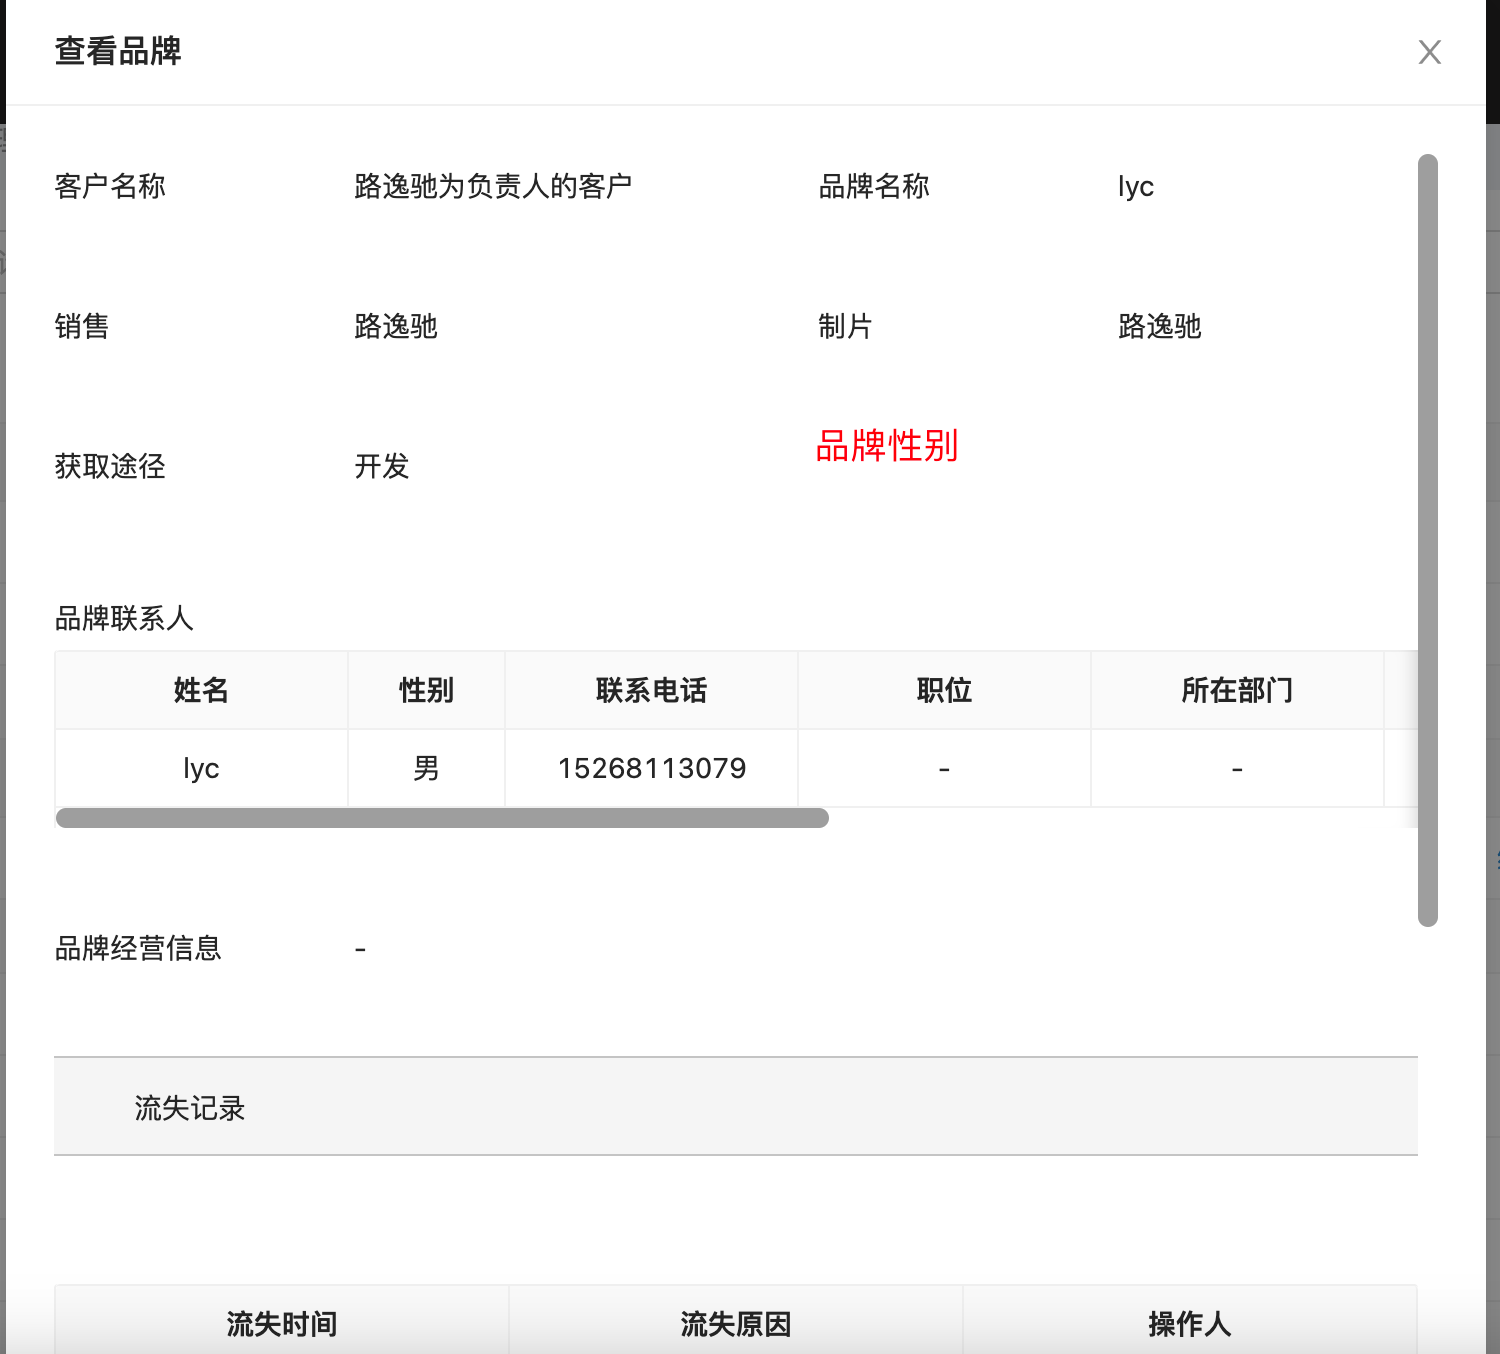 查看品牌
客户名称 路逸驰为负责人的客户 品牌名称 lyc
销售 路逸驰 制片 路逸驰
获取途径 开发 品牌性别
品牌联系人
姓名 性别 联系电话 职位 所在部门
lyc 男 15268113079 - -
品牌经营信息 -
流失记录
流失时间 流失原因 操作人